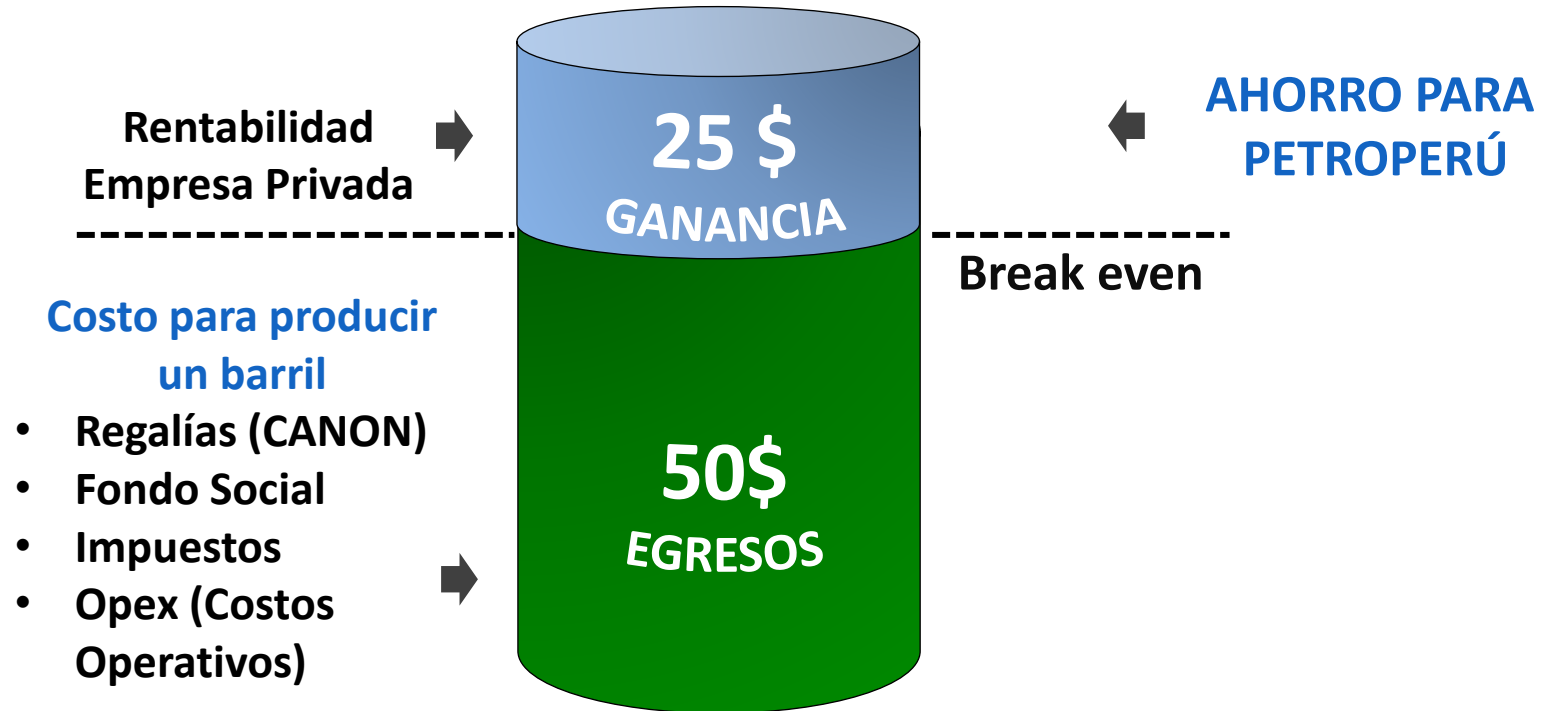 Rentabilidad
Empresa Privada
25 $
GANANCIA
AHORRO PARA
PETROPERÚ
Break even
Costo para producir
un barril
• Regalías (CANON)
• Fondo Social
• Impuestos
• Opex (Costos
Operativos)
50$
EGRESOS